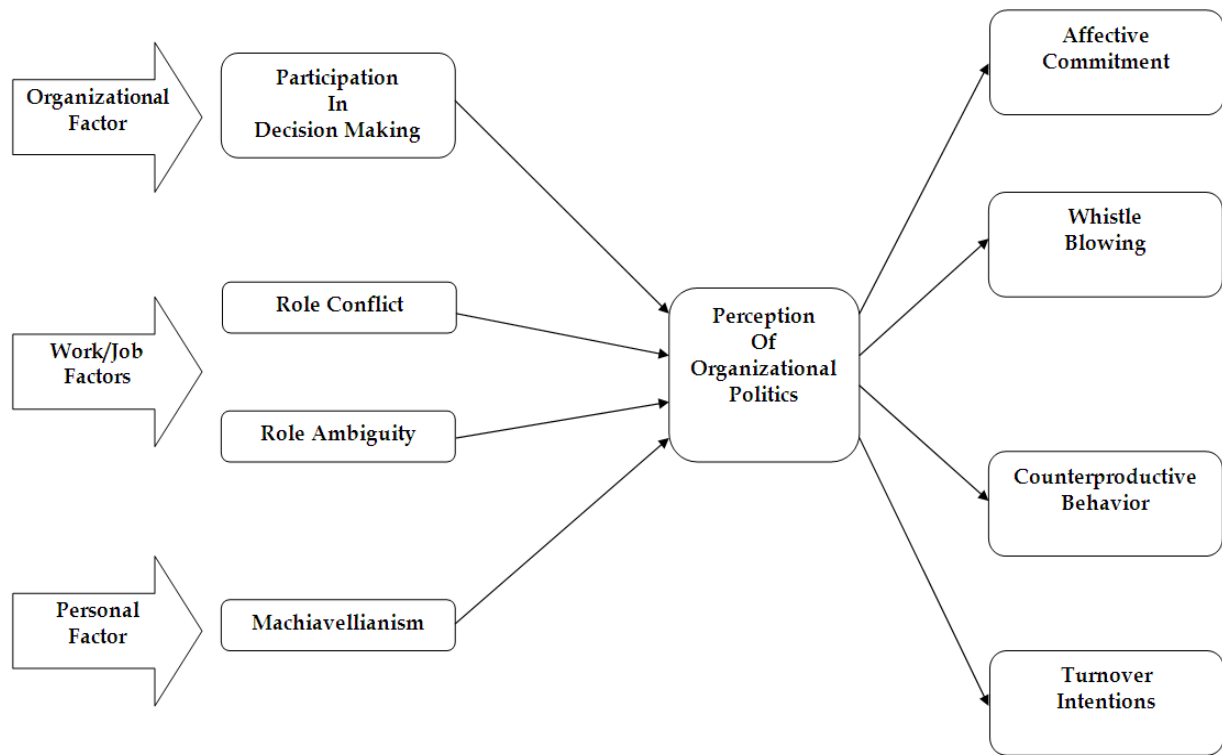 Organizational
Factor
Participation
In
Decision Making
Work/Job
Factors
Role Conflict
Role Ambiguity
Personal
Factor
Machiavellianism
Perception
Of
Organizational
Politics
Affective
Commitment
Whistle
Blowing
Counterproductive
Behavior
Turnover
Intentions